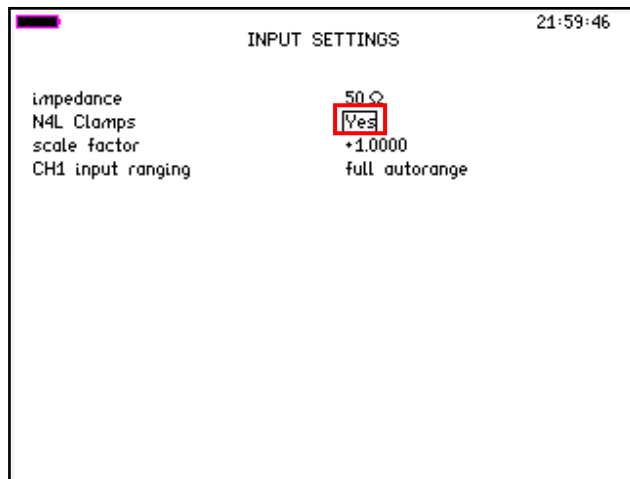 21:59:46
INPUT SETTINGS
impedance 50 Ω
N4L Clamps Yes
scale factor +1.0000
CH1 input ranging full autorange